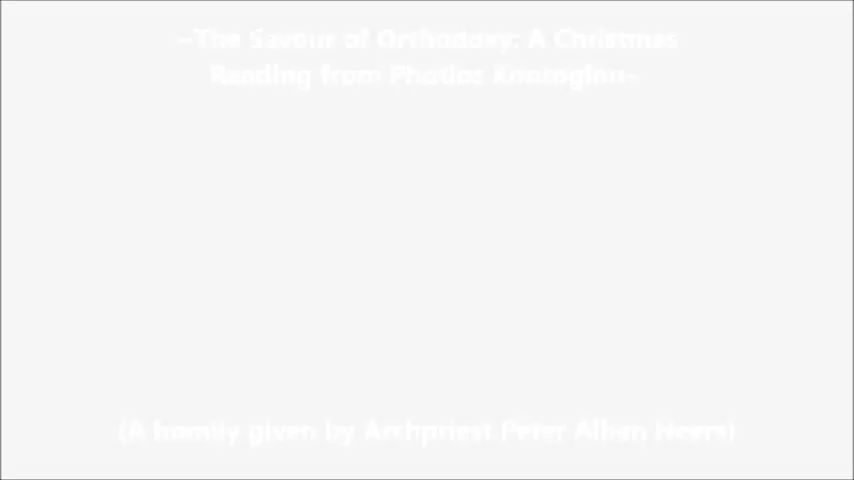 ~The Savour of Orthodoxy: A Christmas
Reading from Photios Kontoglou~
(A homily given by Archpriest Peter Alban Heers)